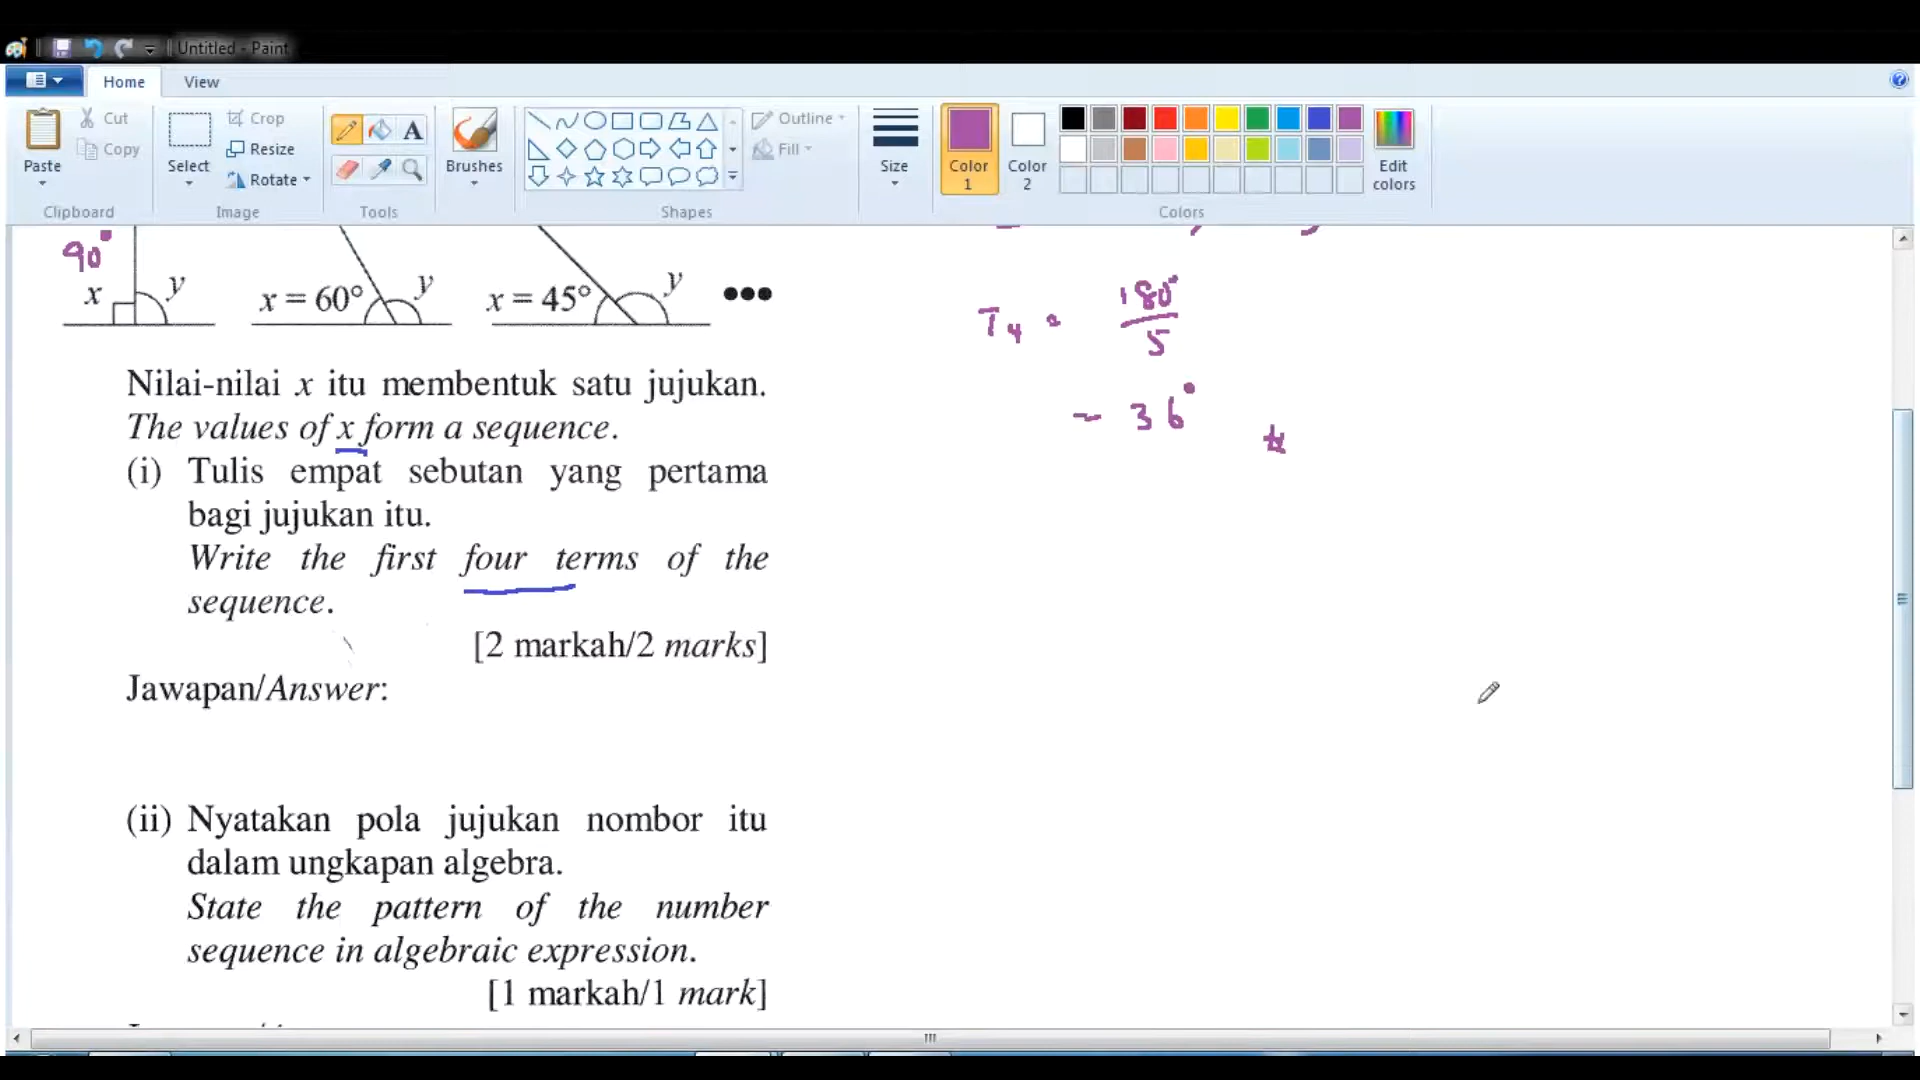 Untitled - Paint
Home View
Paste
Cut
Copy
Clipboard
Select
Crop
Resize
Rotate
Image
A
Tools
Brushes
Shapes
Outline
Fill
Size
Color 1
Color 2
Edit colors
Colors
90°
x y
x = 60° y
x = 45° y
T4 = 180°/5
= 36°
Nilai-nilai x itu membentuk satu jujukan.
The values of x form a sequence.
(i) Tulis empat sebutan yang pertama
bagi jujukan itu.
Write the first four terms of the
sequence.
[2 markah/2 marks]
Jawapan/Answer:
(ii) Nyatakan pola jujukan nombor itu
dalam ungkapan algebra.
State the pattern of the number
sequence in algebraic expression.
[1 markah/1 mark]